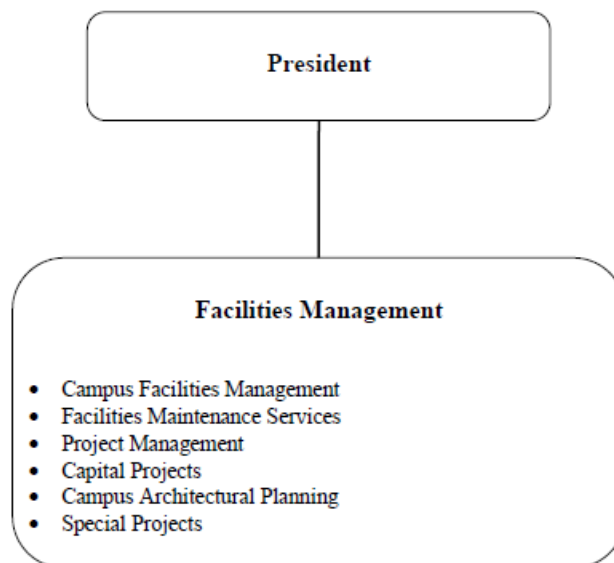 President
Facilities Management
• Campus Facilities Management
• Facilities Maintenance Services
• Project Management
• Capital Projects
• Campus Architectural Planning
• Special Projects